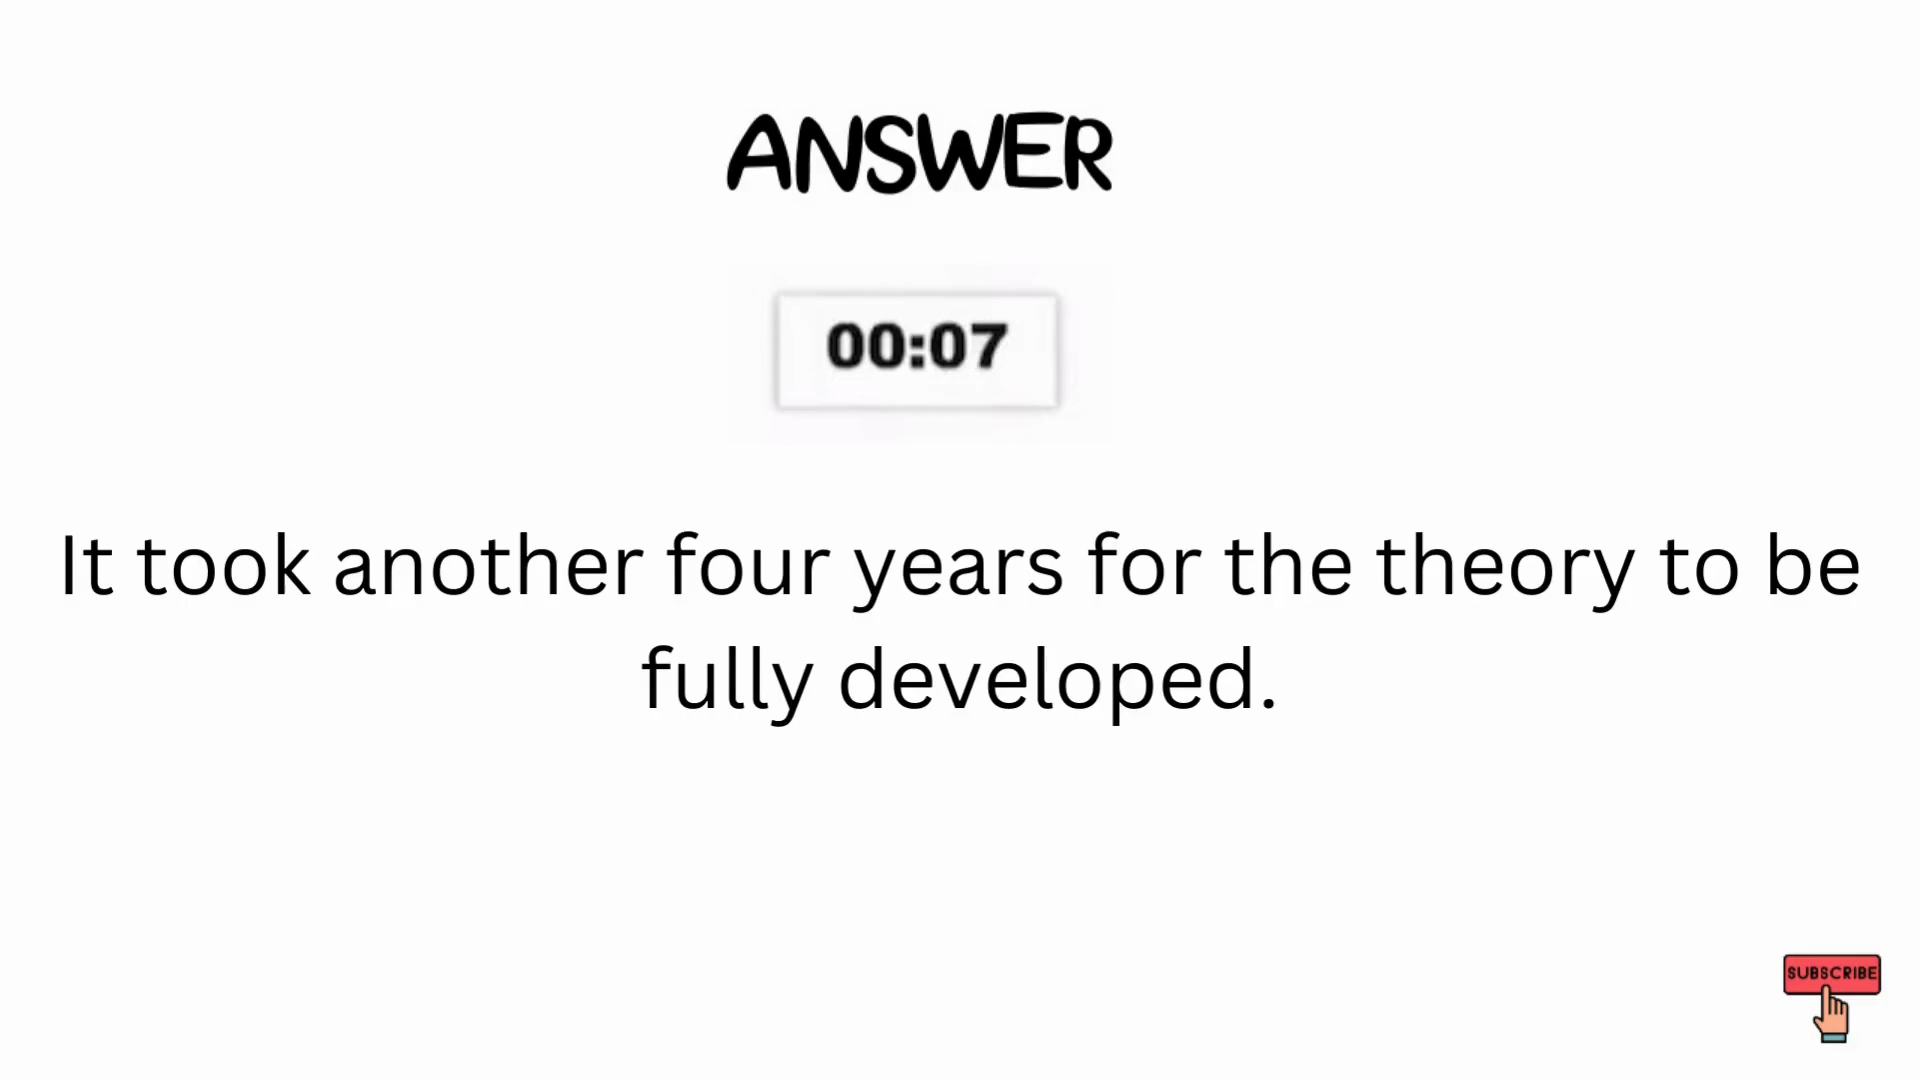 ANSWER
00:07
It took another four years for the theory to be
fully developed.
SUBSCRIBE